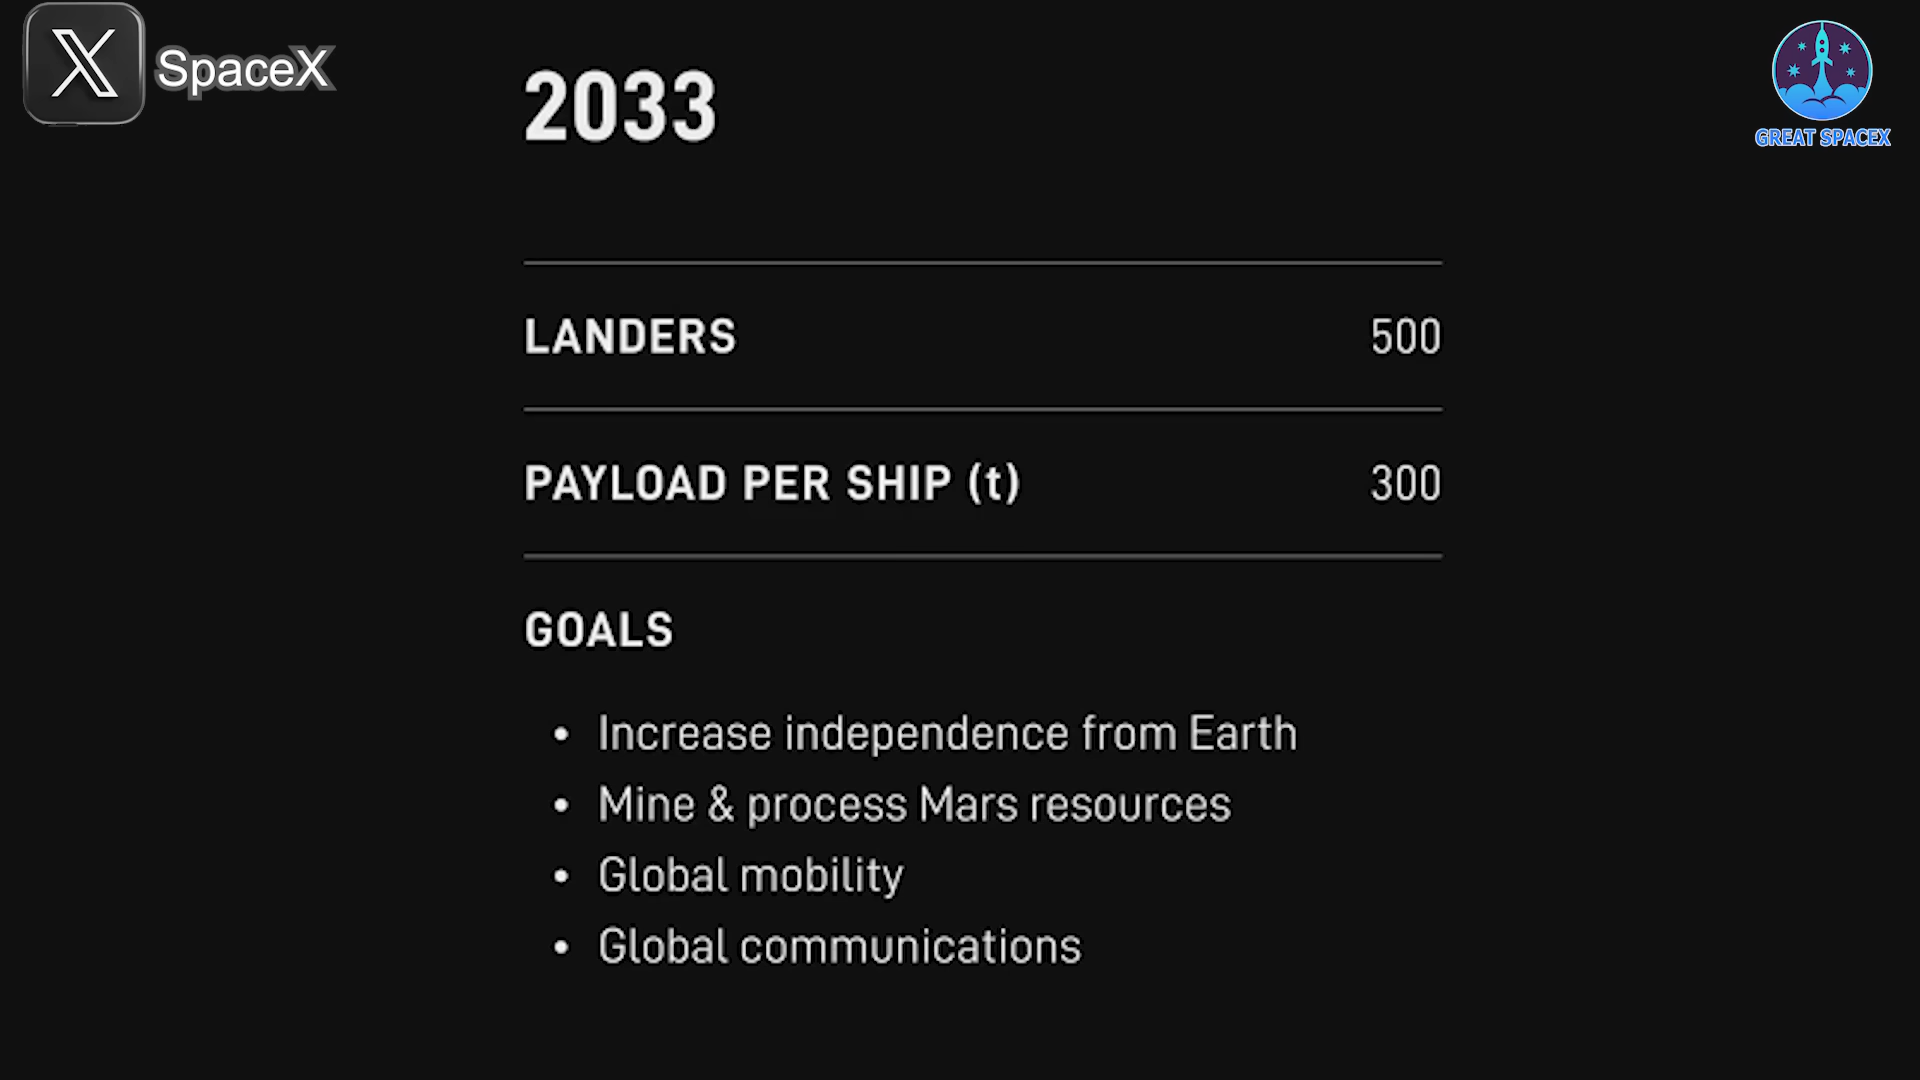 X SpaceX
2033
GREAT SPACEX
LANDERS 500
PAYLOAD PER SHIP (t) 300
GOALS
• Increase independence from Earth
• Mine & process Mars resources
• Global mobility
• Global communications